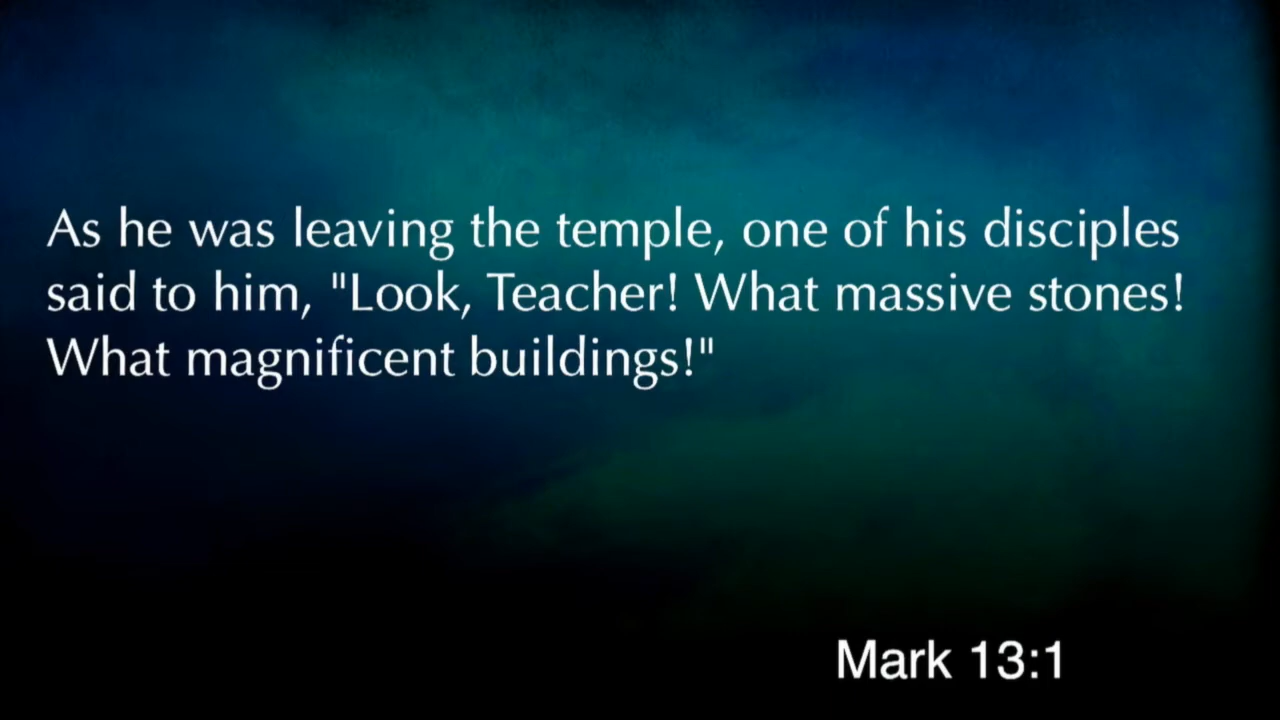 As he was leaving the temple, one of his disciples
said to him, "Look, Teacher! What massive stones!
What magnificent buildings!"
Mark 13:1